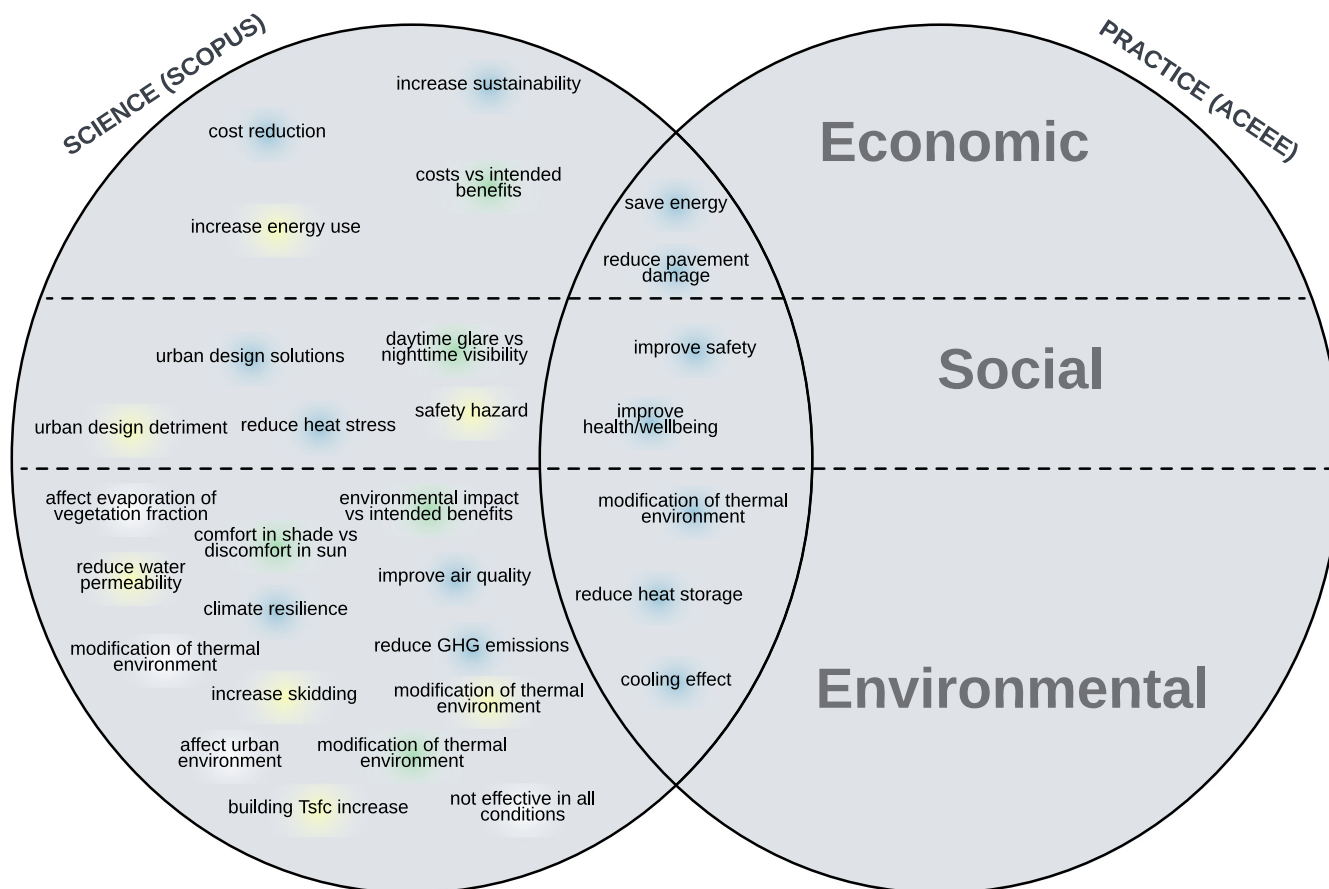 SCIENCE (SCOPUS)
PRACTICE (ACEEE)
increase sustainability
cost reduction
costs vs intended
benefits
increase energy use
save energy
reduce pavement
damage
Economic
urban design solutions
daytime glare vs
nighttime visibility
safety hazard
urban design detriment
reduce heat stress
improve safety
improve
health/wellbeing
Social
affect evaporation of
vegetation fraction
environmental impact
vs intended benefits
comfort in shade vs
discomfort in sun
reduce water
permeability
improve air quality
climate resilience
modification of thermal
environment
reduce GHG emissions
increase skidding
modification of thermal
environment
affect urban
environment
modification of thermal
environment
building Tsfc increase
not effective in all
conditions
modification of thermal
environment
reduce heat storage
cooling effect
Environmental